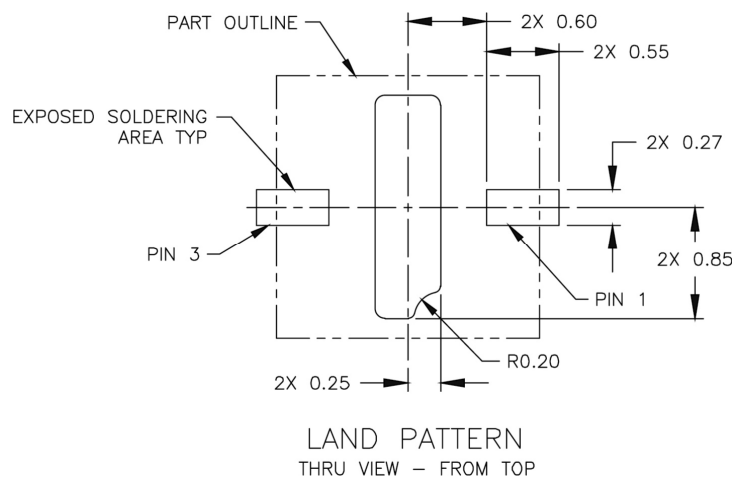 PART OUTLINE
2X 0.60
2X 0.55
EXPOSED SOLDERING
AREA TYP
2X 0.27
PIN 3
2X 0.85
PIN 1
R0.20
2X 0.25
LAND PATTERN
THRU VIEW – FROM TOP